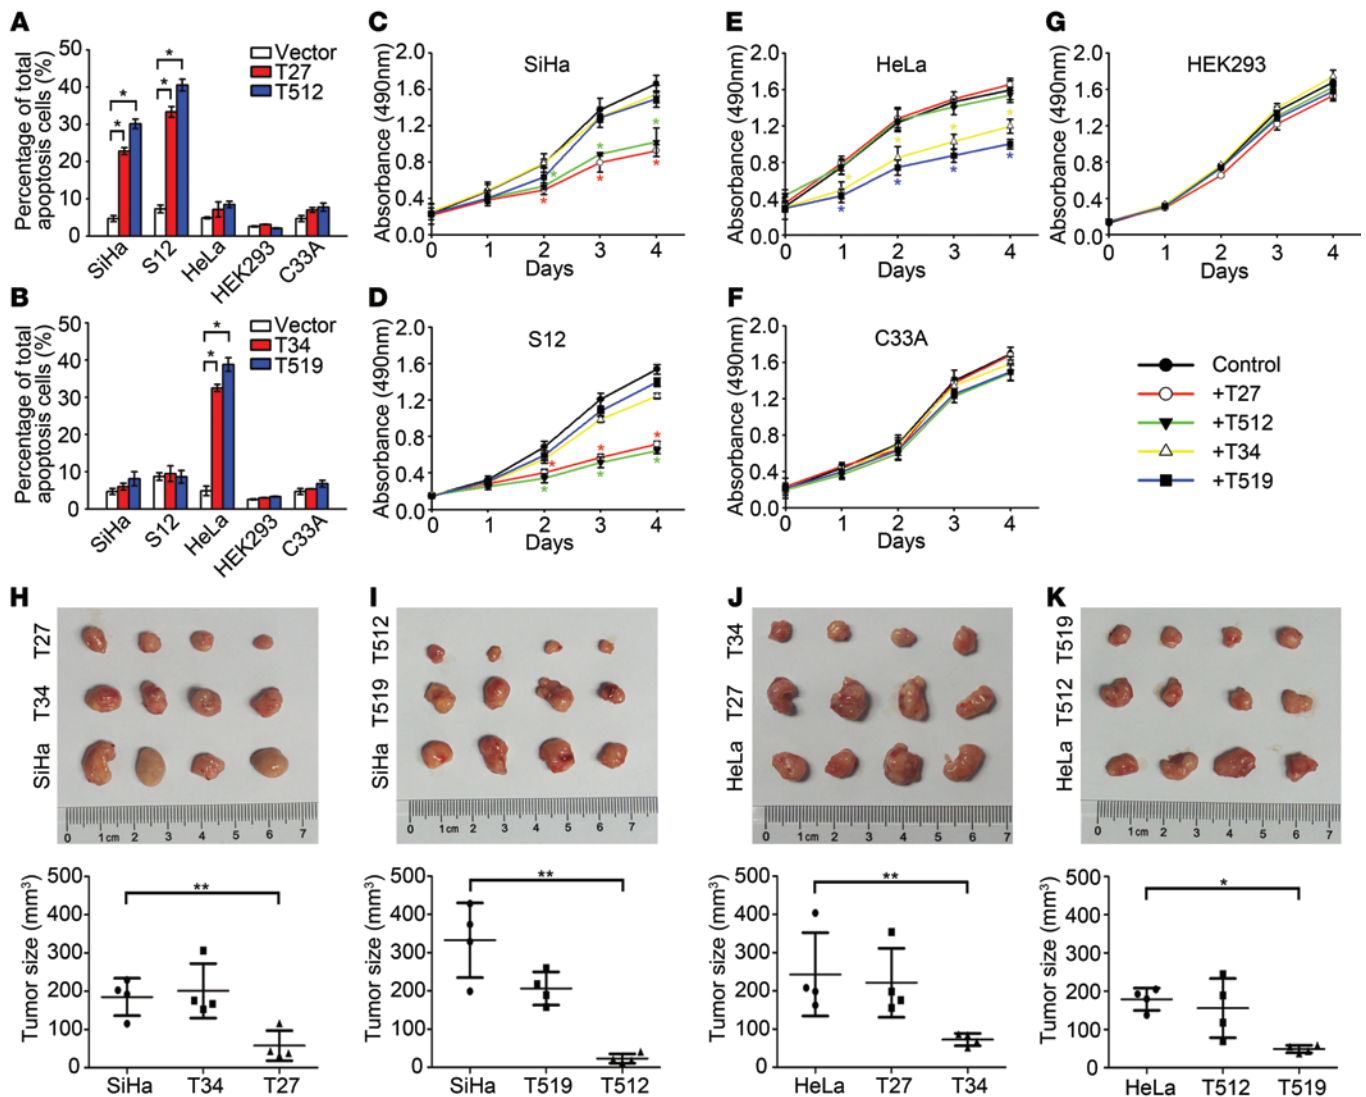 A
Percentage of total
apoptosis cells (%)
50
40
30
20
10
0
Vector
T27
T512
* * * *
SiHa S12 HeLa HEK293 C33A
B
Percentage of total
apoptosis cells (%)
50
40
30
20
10
0
Vector
T34
T519
* *
SiHa S12 HeLa HEK293 C33A
C
SiHa
Absorbance (490nm)
2.0
1.6
1.2
0.8
0.4
0.0
0 1 2 3 4
Days
* * * * * *
D
S12
Absorbance (490nm)
2.0
1.6
1.2
0.8
0.4
0.0
0 1 2 3 4
Days
* * * * * *
E
HeLa
Absorbance (490nm)
2.0
1.6
1.2
0.8
0.4
0.0
0 1 2 3 4
Days
* * * * * * * *
F
C33A
Absorbance (490nm)
2.0
1.6
1.2
0.8
0.4
0.0
0 1 2 3 4
Days
G
HEK293
Absorbance (490nm)
2.0
1.6
1.2
0.8
0.4
0.0
0 1 2 3 4
Days
Control
+T27
+T512
+T34
+T519
H
T27
T34
SiHa
0 1cm 2 3 4 5 6 7
Tumor size (mm³)
500
400
300
200
100
0
**
SiHa T34 T27
I
T512
T519
SiHa
0 1cm 2 3 4 5 6 7
Tumor size (mm³)
500
400
300
200
100
0
**
SiHa T519 T512
J
T34
T27
HeLa
0 1cm 2 3 4 5 6 7
Tumor size (mm³)
500
400
300
200
100
0
**
HeLa T27 T34
K
T519
T512
HeLa
0 1cm 2 3 4 5 6 7
Tumor size (mm³)
500
400
300
200
100
0
*
HeLa T512 T519